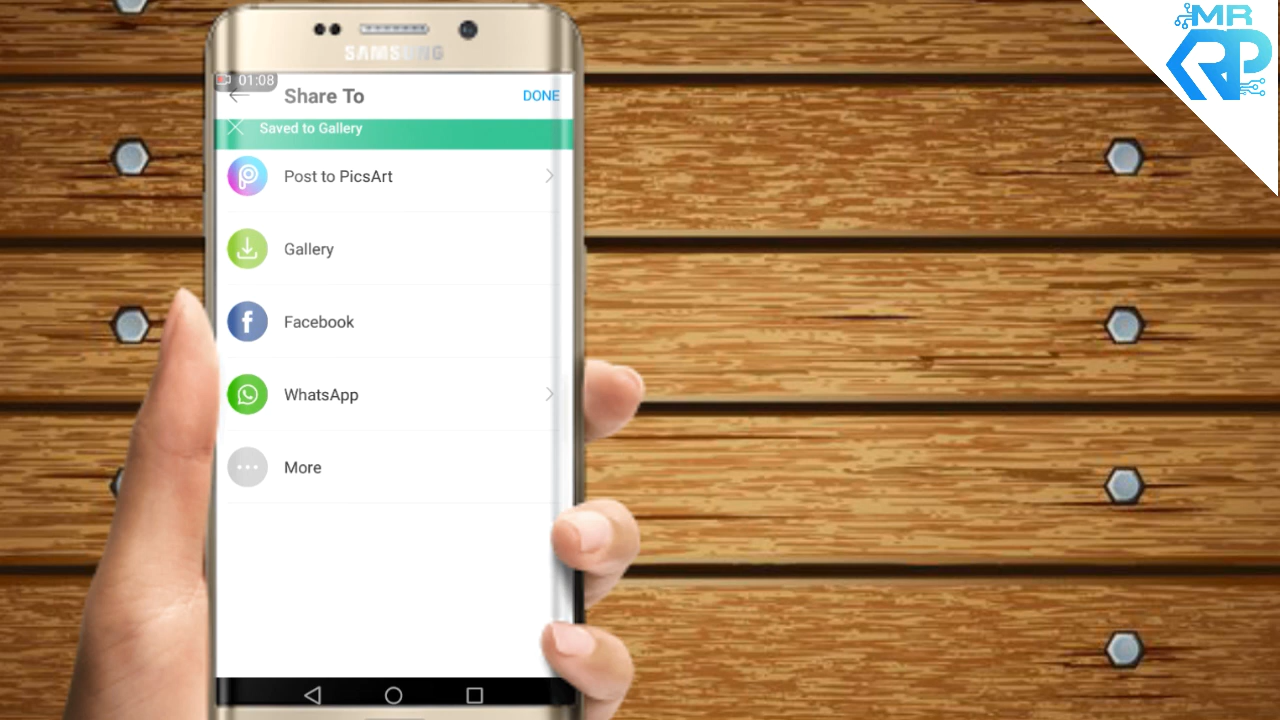 MR
RP
SAMSUNG
01:08
Share To
DONE
Saved to Gallery
Post to PicsArt
Gallery
Facebook
WhatsApp
More